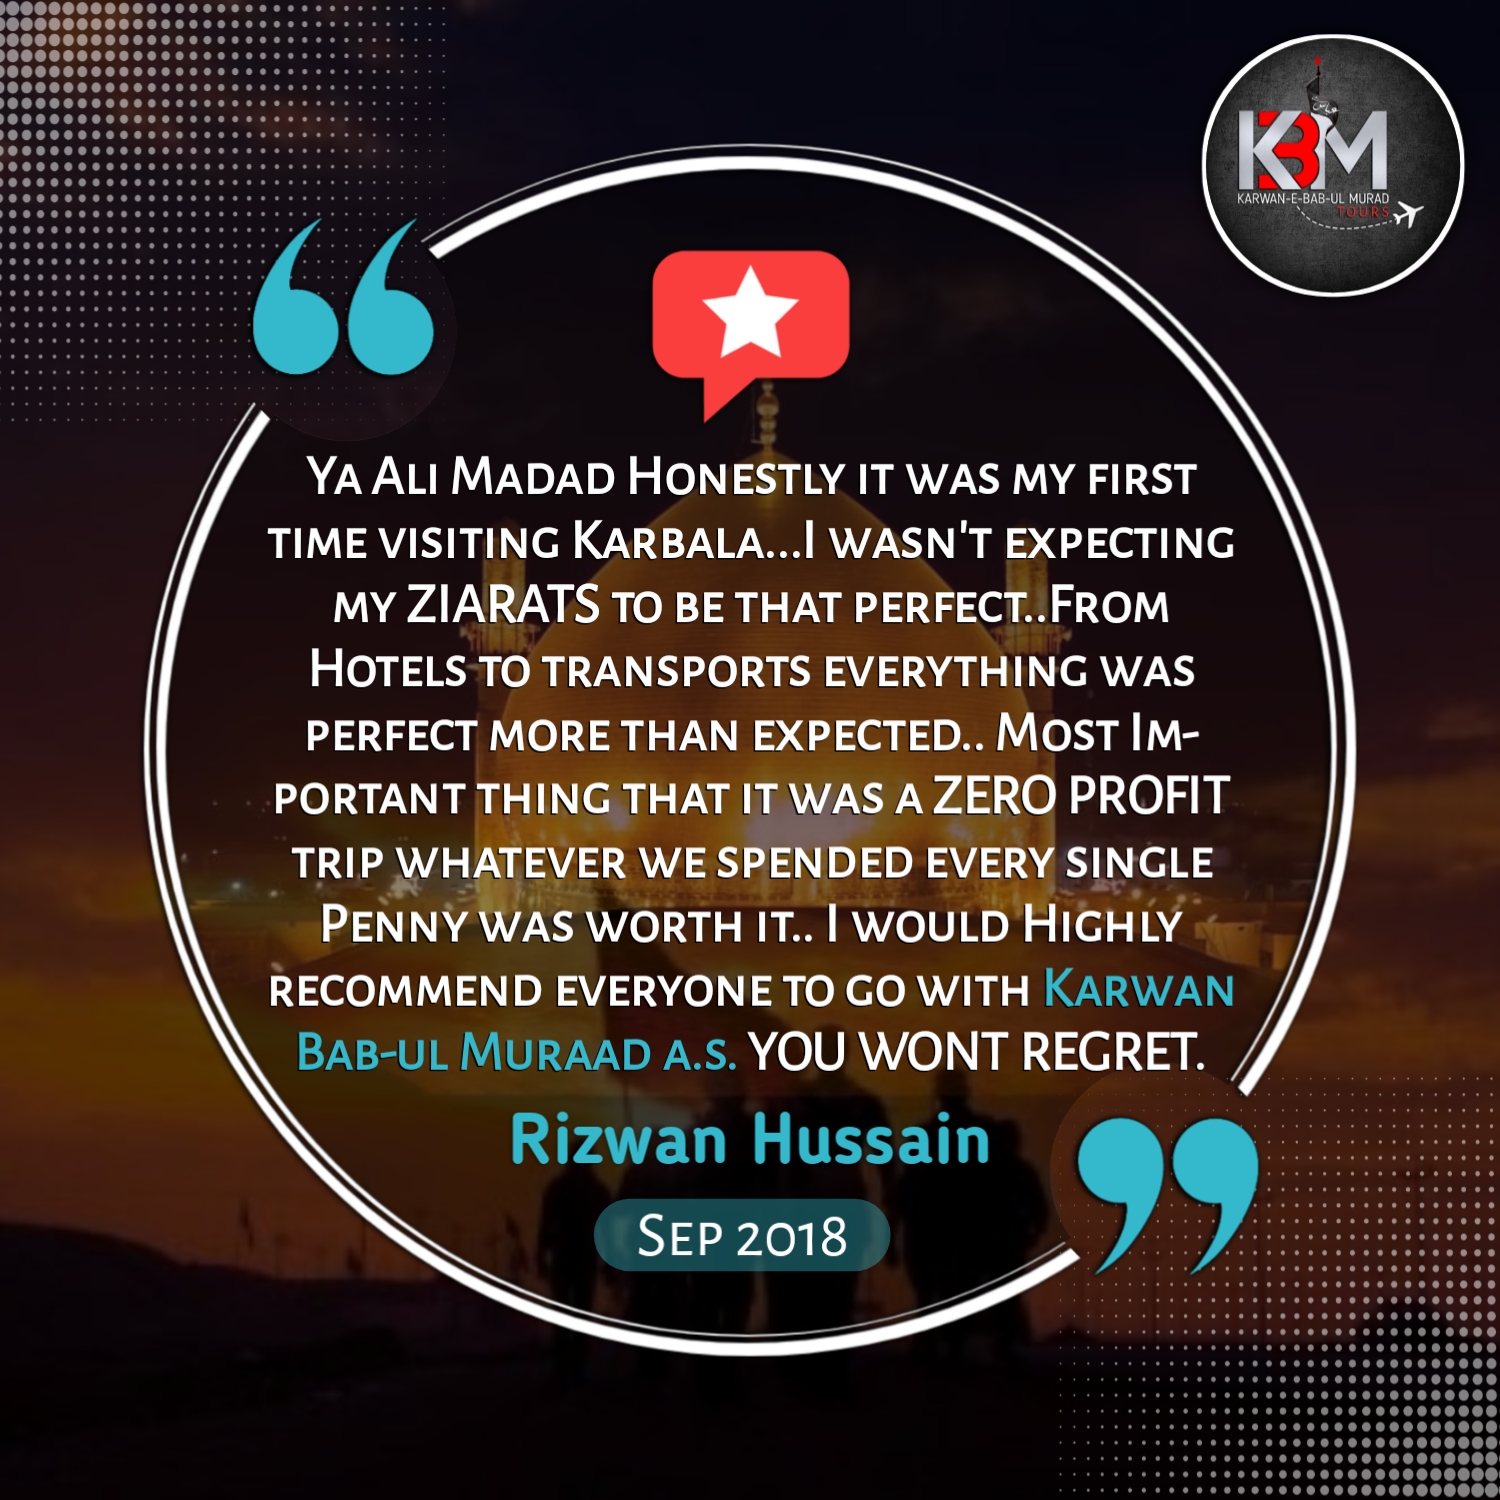 KBM
KARWAN-E-BAB-UL MURAD
TOURS
Ya Ali Madad Honestly it was my first
time visiting Karbala...I wasn't expecting
my ZIARATS to be that perfect..From
Hotels to transports everything was
perfect more than expected.. Most Im-
portant thing that it was a ZERO PROFIT
trip whatever we spended every single
Penny was worth it.. I would Highly
recommend everyone to go with Karwan
Bab-ul Muraad a.s. YOU WONT REGRET.
Rizwan Hussain
Sep 2018